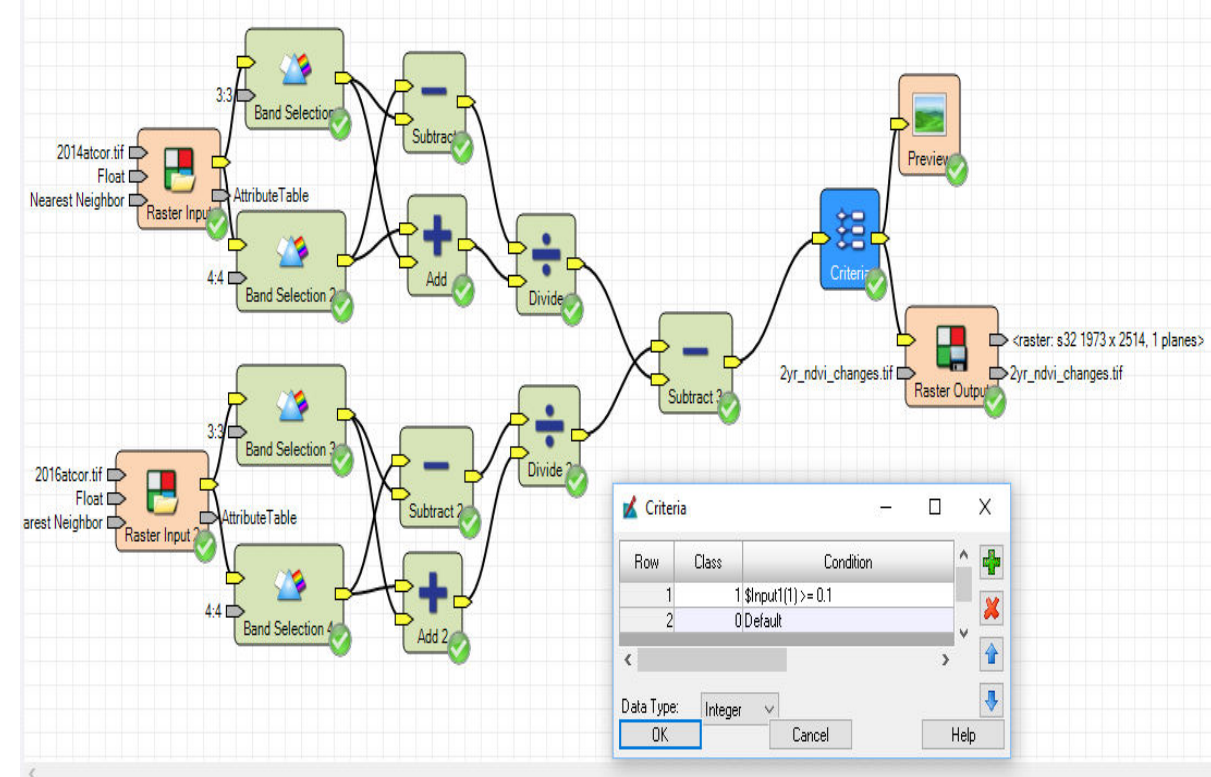 3:3
Band Selection
Subtract
2014atcor.tif
Float
Nearest Neighbor
Raster Input
AttributeTable
4:4
Band Selection 2
Add
Divide
Preview
Criteria
Subtract 3
2yr_ndvi_changes.tif
Raster Output
<raster: s32 1973 x 2514, 1 planes>
2yr_ndvi_changes.tif
3:3
Band Selection 3
Subtract 2
Divide 2
2016atcor.tif
Float
arest Neighbor
Raster Input 2
AttributeTable
4:4
Band Selection 4
Add 2
Criteria
Row Class Condition
1 1 $Input1(1) >= 0.1
2 0 Default
Data Type: Integer
OK Cancel Help